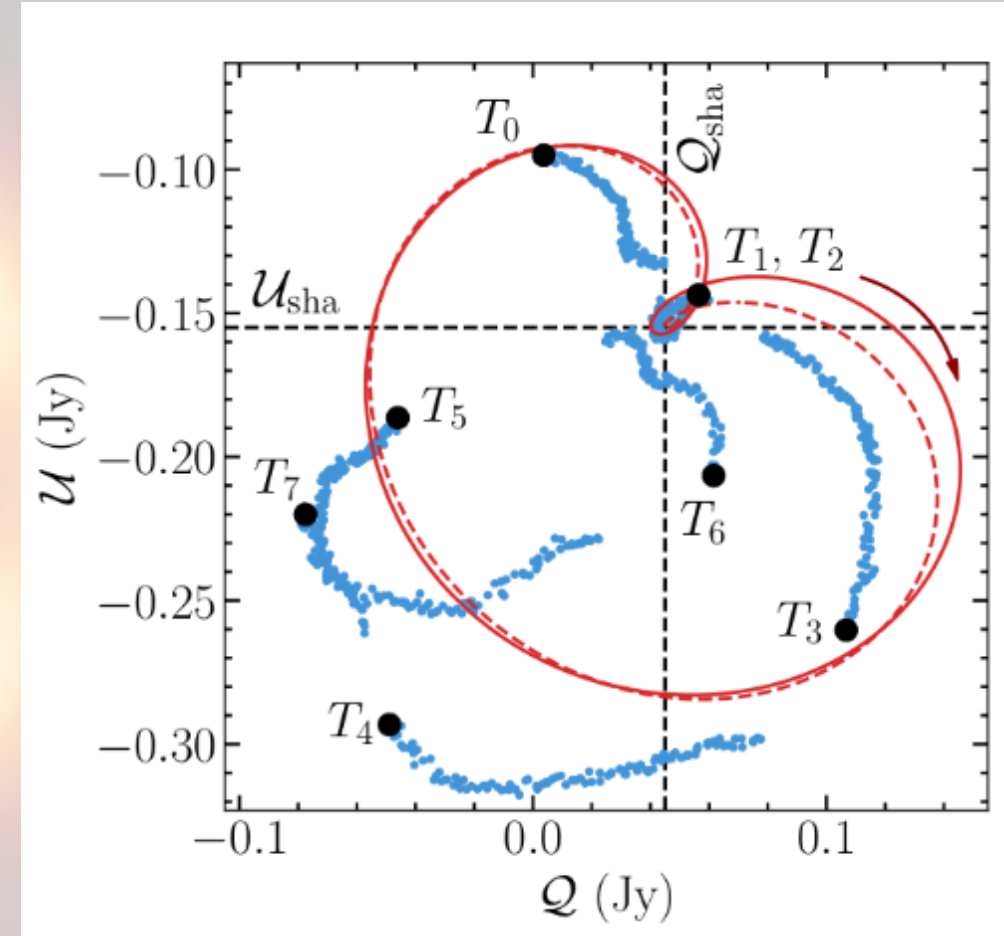 T₀
𝒬sha
−0.10
T₁, T₂
𝒰sha
−0.15
T₅
−0.20
T₇
T₆
−0.25
T₃
T₄
−0.30
𝒰 (Jy)
−0.1 0.0 0.1
𝒬 (Jy)